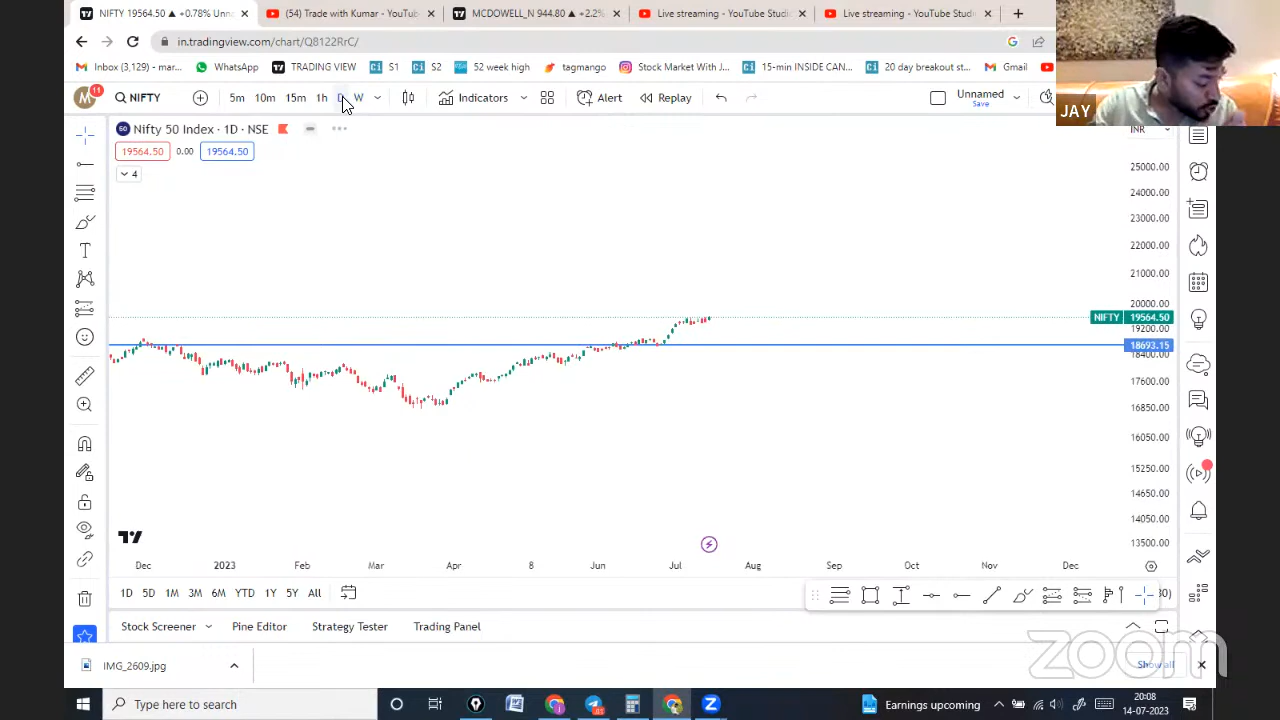 NIFTY 19564.50 ▲ +0.78% Unna
(54) Trade with Kumar - YouTub
MCDOWELL_N 944.80 ▲ +2.2%
Live streaming - YouTube Studi
Live streaming - YouTube Studi
in.tradingview.com/chart/Q8122RrC/
Inbox (3,129) - mar...
WhatsApp
TRADING VIEW
S1
S2
52 week high
tagmango
Stock Market With J...
15-min INSIDE CAN...
20 day breakout st...
Gmail
M 11
NIFTY
5m 10m 15m 1h D W
Indicators
Alert
Replay
Unnamed
Save
JAY
Nifty 50 Index · 1D · NSE
INR
19564.50 0.00 19564.50
4
25000.00
24000.00
23000.00
22000.00
21000.00
20000.00
NIFTY 19564.50
19200.00
18693.15
18400.00
17600.00
16850.00
16050.00
15250.00
14650.00
14050.00
13500.00
Dec 2023 Feb Mar Apr 8 Jun Jul Aug Sep Oct Nov Dec
1D 5D 1M 3M 6M YTD 1Y 5Y All
Stock Screener Pine Editor Strategy Tester Trading Panel
IMG_2609.jpg
Show all
zoom
Type here to search
Earnings upcoming
20:08
14-07-2023